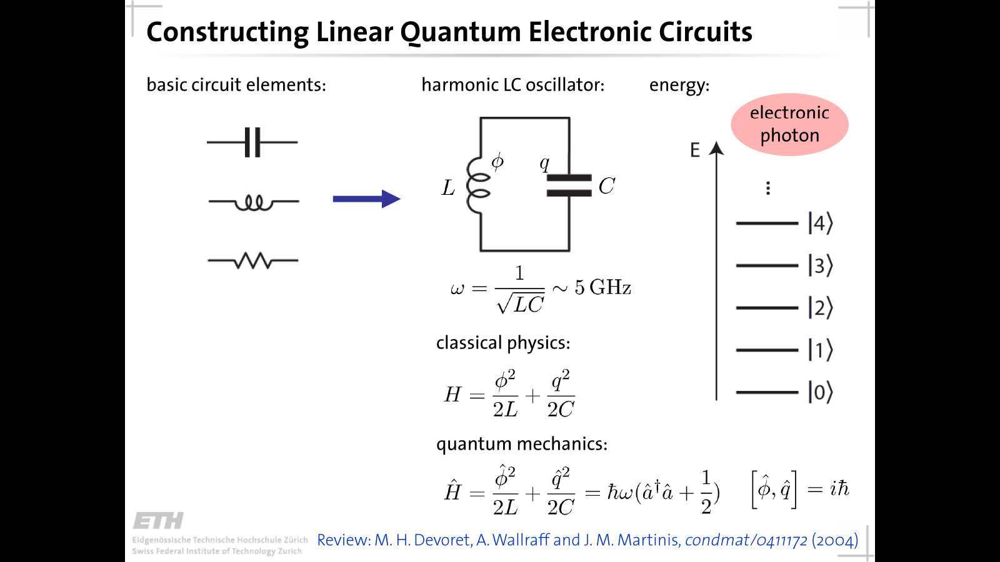 Constructing Linear Quantum Electronic Circuits
basic circuit elements:
harmonic LC oscillator:
energy:
electronic
photon
E
ϕ
q
L
C
⋮
|4⟩
|3⟩
|2⟩
|1⟩
|0⟩
ω = 1/√LC ∼ 5 GHz
classical physics:
H = ϕ²/2L + q²/2C
quantum mechanics:
Ĥ = ϕ̂²/2L + q̂²/2C = ħω(â†â + 1/2)
[ϕ̂, q̂] = iħ
ETH
Eidgenössische Technische Hochschule Zürich
Swiss Federal Institute of Technology Zurich
Review: M. H. Devoret, A. Wallraff and J. M. Martinis, condmat/0411172 (2004)